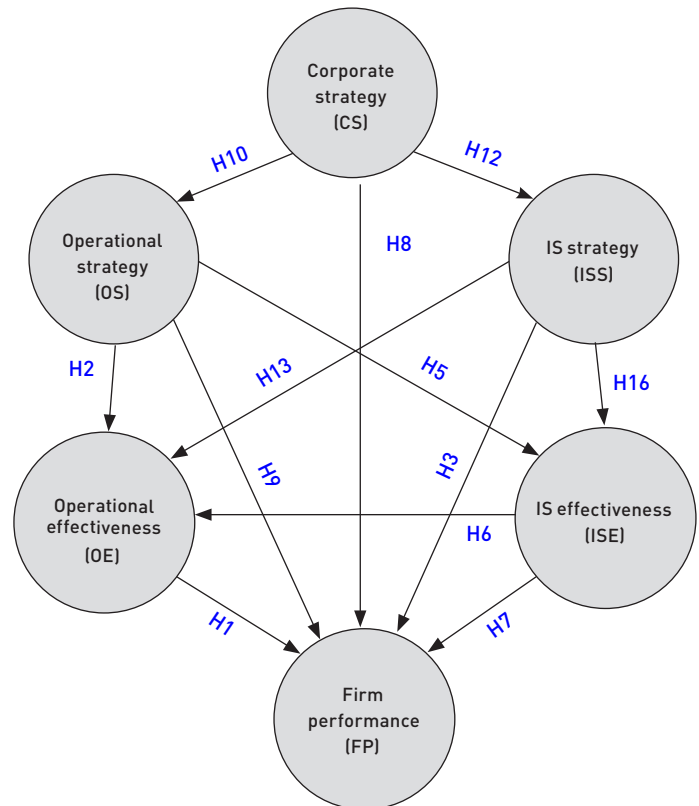 Corporate
strategy
(CS)
H10
H12
Operational
strategy
(OS)
H8
IS strategy
(ISS)
H2
H13
H5
H16
H9
H3
Operational
effectiveness
(OE)
H6
IS effectiveness
(ISE)
H1
H7
Firm
performance
(FP)